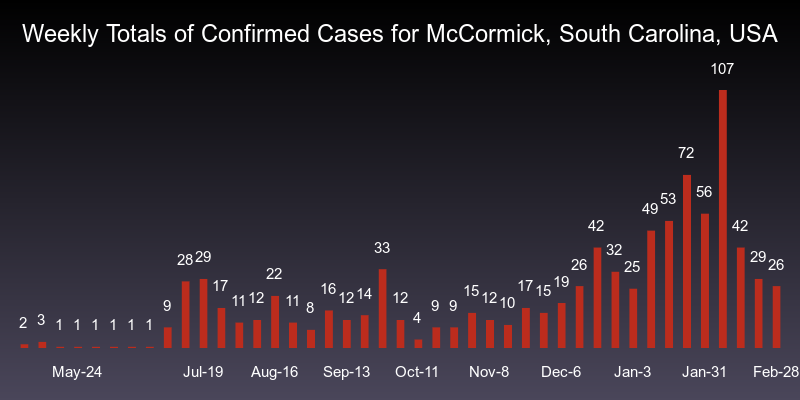 Weekly Totals of Confirmed Cases for McCormick, South Carolina, USA
2 3 1 1 1 1 1 1 9 28 29 17 11 12 22 11 8 16 12 14 33 12 4 9 9 15 12 10 17 15 19 26 42 32 25 49 53 72 56 107 42 29 26
May-24 Jul-19 Aug-16 Sep-13 Oct-11 Nov-8 Dec-6 Jan-3 Jan-31 Feb-28